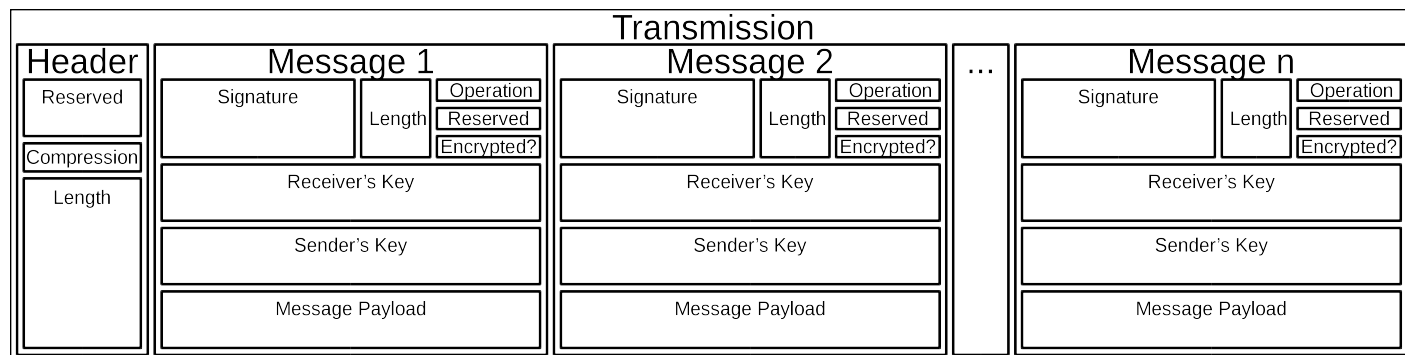 Transmission
Header
Reserved
Compression
Length
Message 1
Signature
Length
Operation
Reserved
Encrypted?
Receiver's Key
Sender's Key
Message Payload
Message 2
Signature
Length
Operation
Reserved
Encrypted?
Receiver's Key
Sender's Key
Message Payload
...
Message n
Signature
Length
Operation
Reserved
Encrypted?
Receiver's Key
Sender's Key
Message Payload